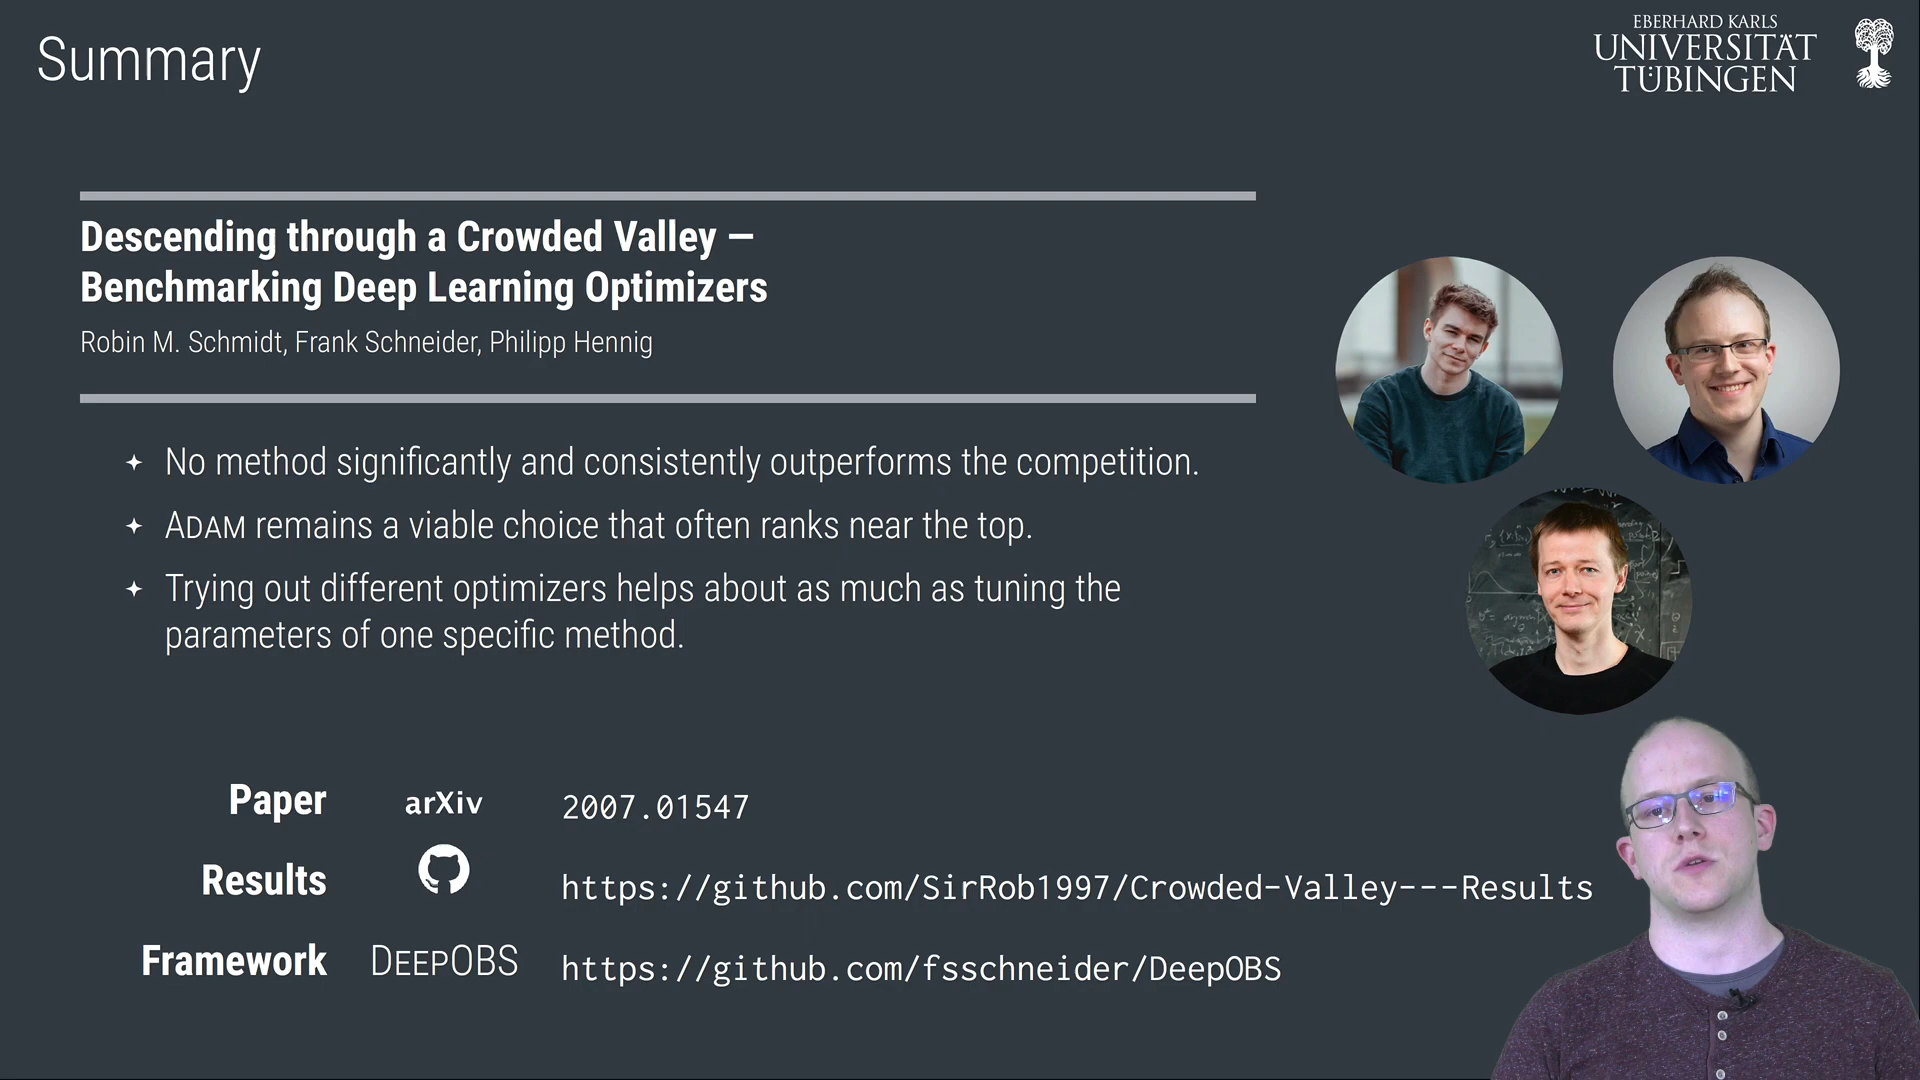 Summary
EBERHARD KARLS
UNIVERSITÄT
TÜBINGEN
Descending through a Crowded Valley —
Benchmarking Deep Learning Optimizers
Robin M. Schmidt, Frank Schneider, Philipp Hennig
No method significantly and consistently outperforms the competition.
ADAM remains a viable choice that often ranks near the top.
Trying out different optimizers helps about as much as tuning the
parameters of one specific method.
Paper arXiv 2007.01547
Results https://github.com/SirRob1997/Crowded-Valley---Results
Framework DEEPOBS https://github.com/fsschneider/DeepOBS